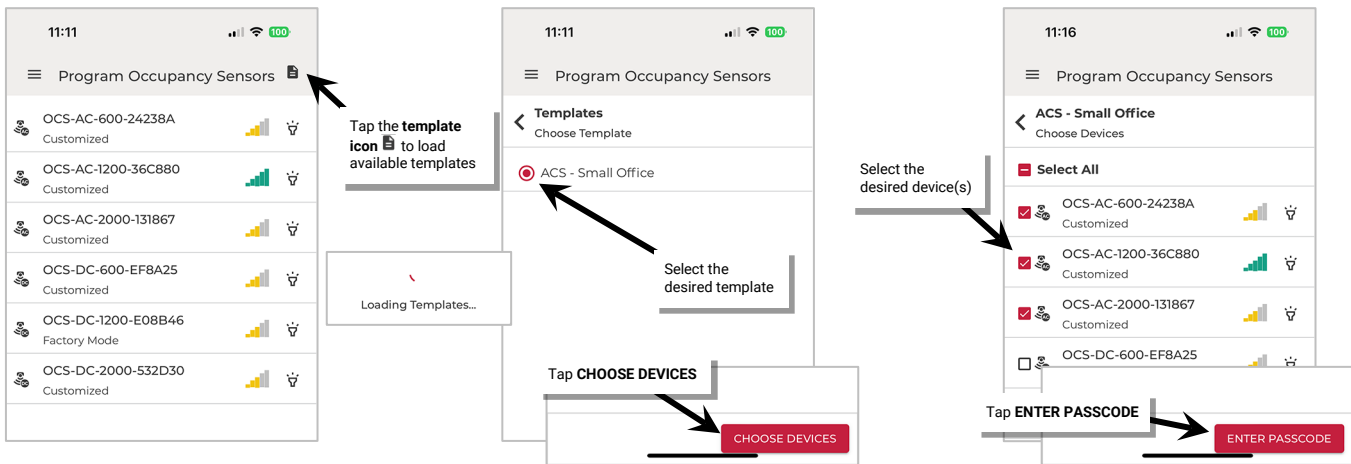 11:11
100
Program Occupancy Sensors
OCS-AC-600-24238A
Customized
OCS-AC-1200-36C880
Customized
OCS-AC-2000-131867
Customized
OCS-DC-600-EF8A25
Customized
OCS-DC-1200-E08B46
Factory Mode
OCS-DC-2000-532D30
Customized
Tap the template
icon to load
available templates
Loading Templates...
11:11
100
Program Occupancy Sensors
Templates
Choose Template
ACS - Small Office
Select the
desired template
Tap CHOOSE DEVICES
CHOOSE DEVICES
11:16
100
Program Occupancy Sensors
ACS - Small Office
Choose Devices
Select the
desired device(s)
Select All
OCS-AC-600-24238A
Customized
OCS-AC-1200-36C880
Customized
OCS-AC-2000-131867
Customized
OCS-DC-600-EF8A25
Tap ENTER PASSCODE
ENTER PASSCODE